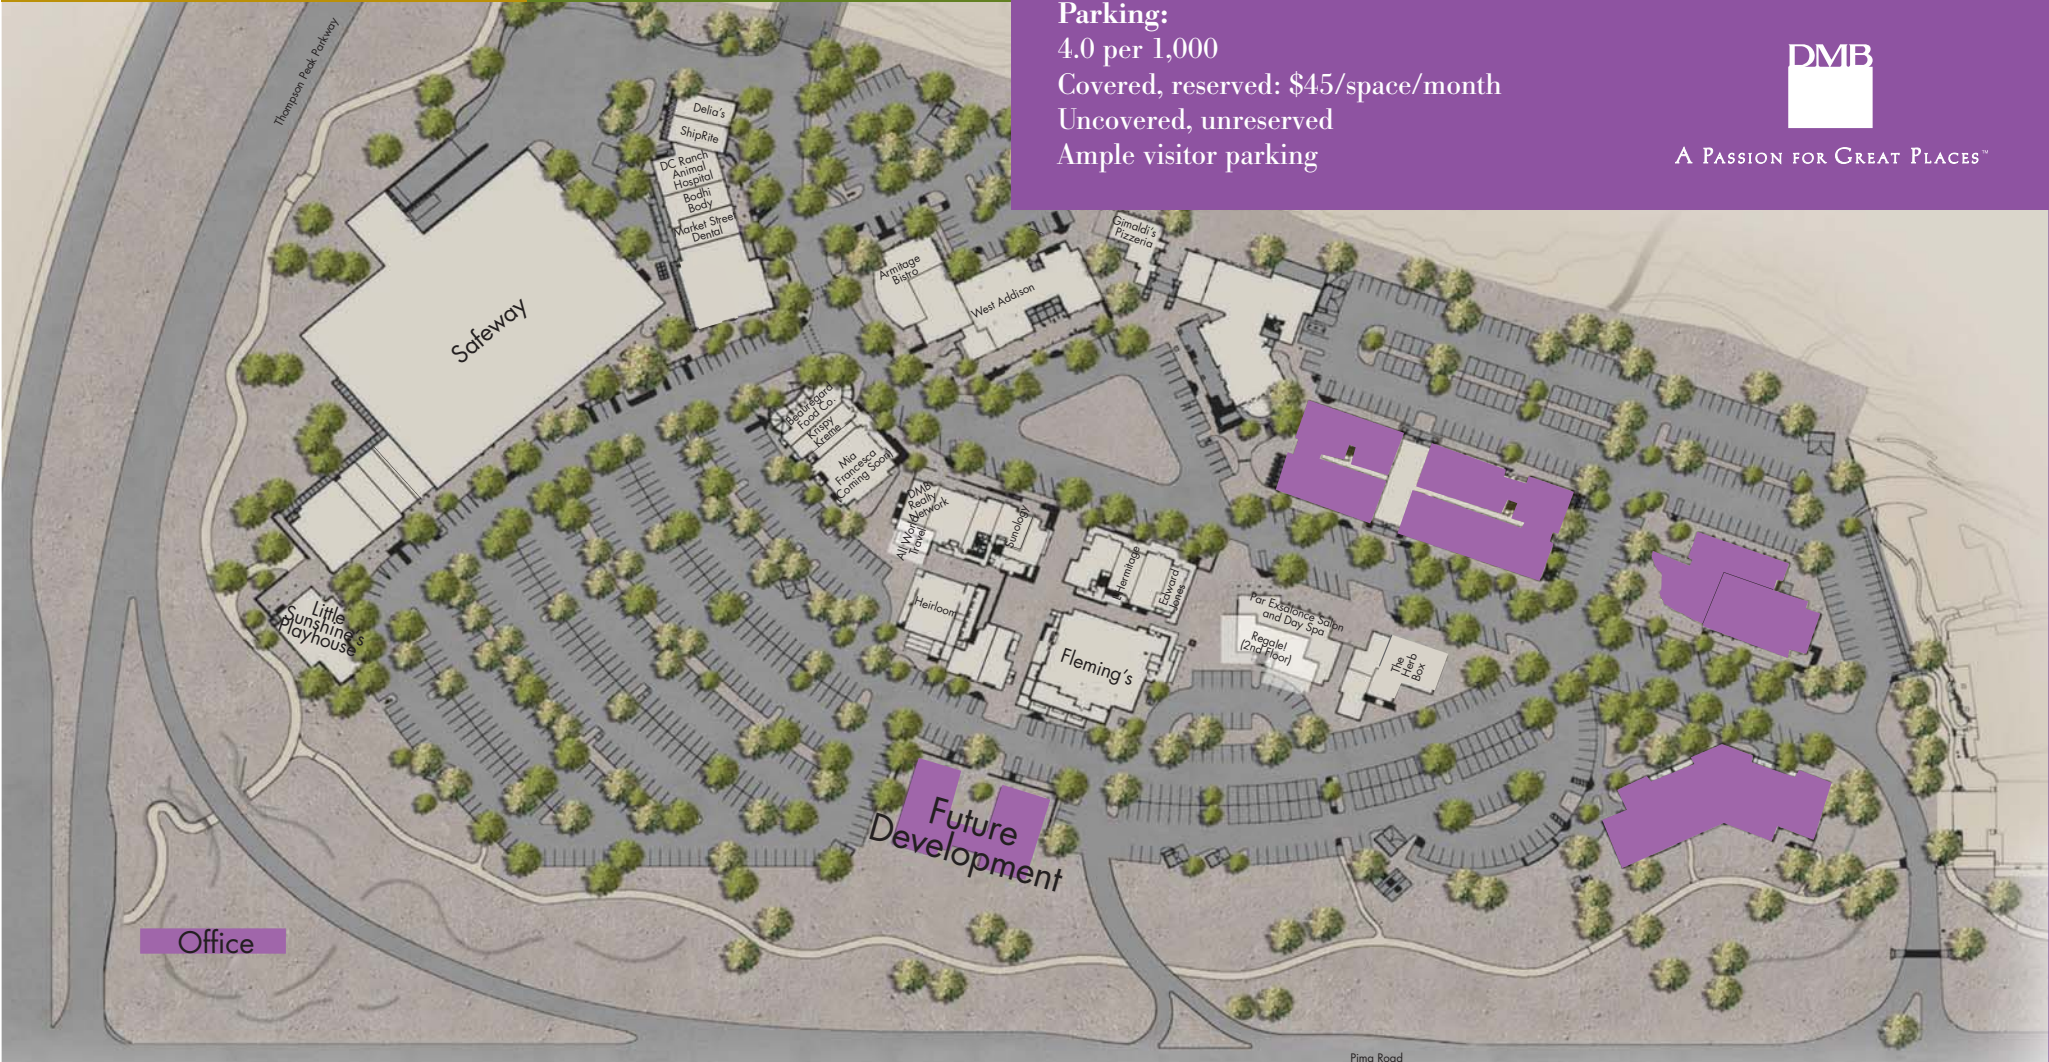 Parking:
4.0 per 1,000
Covered, reserved: $45/space/month
Uncovered, unreserved
Ample visitor parking
DMB
A PASSION FOR GREAT PLACES™
Thompson Peak Parkway
Delia's
ShipRite
DC Ranch
Animal
Hospital
Bodhi
Body
Market Street
Dental
Gimaldi's
Pizzeria
Armitage
Bistro
West Addison
Safeway
Beauregard
Food Co.
Krispy
Kreme
Mia
Francesca
(Coming Soon)
DMB
Realty
Network
All World
Travel
Sunology
Hermitage
Edward
Jones
Heirloom
Little
Sunshine's
Playhouse
Par Exsalonce Salon
and Day Spa
Regale!
(2nd Floor)
The
Herb
Box
Fleming's
Future
Development
Office
Pima Road